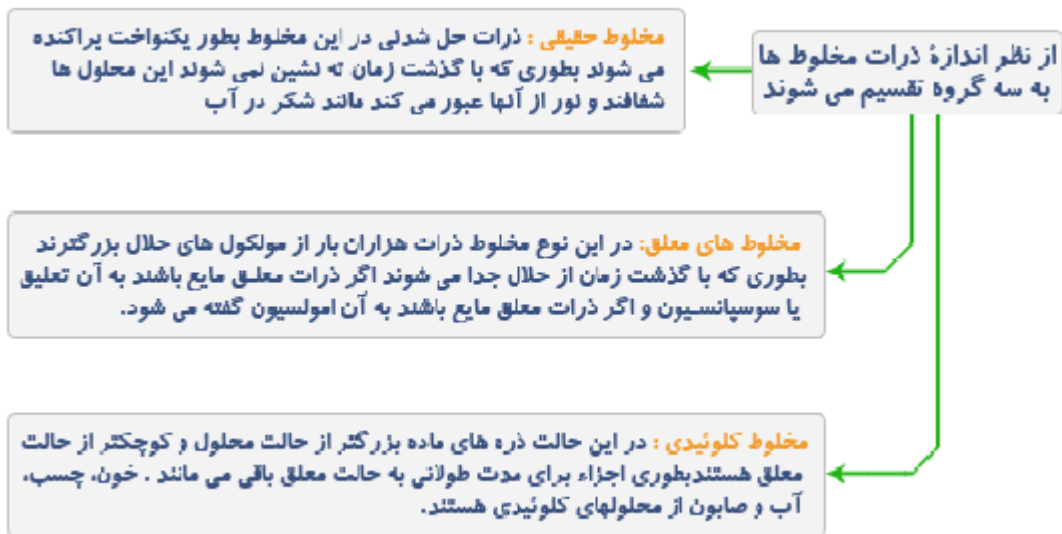 از نظر اندازهٔ ذرات مخلوط ها
به سه گروه تقسیم می شوند
مخلوط حقیقی : ذرات حل شدنی در این مخلوط بطور یکنواخت پراکنده
می شوند بطوری که با گذشت زمان ته نشین نمی شوند این محلول ها
شفافند و نور از آنها عبور می کند مانند شکر در آب
مخلوط های معلق: در این نوع مخلوط ذرات هزاران بار از مولکول های حلال بزرگترند
بطوری که با گذشت زمان از حلال جدا می شوند اگر ذرات معلق مایع باشند به آن تعلیق
یا سوسپانسیون و اگر ذرات معلق مایع باشند به آن امولسیون گفته می شود.
مخلوط کلوئیدی : در این حالت ذره های ماده بزرگتر از حالت محلول و کوچکتر از حالت
معلق هستندبطوری اجزاء برای مدت طولانی به حالت معلق باقی می مانند . خون، چسب،
آب و صابون از محلولهای کلوئیدی هستند.